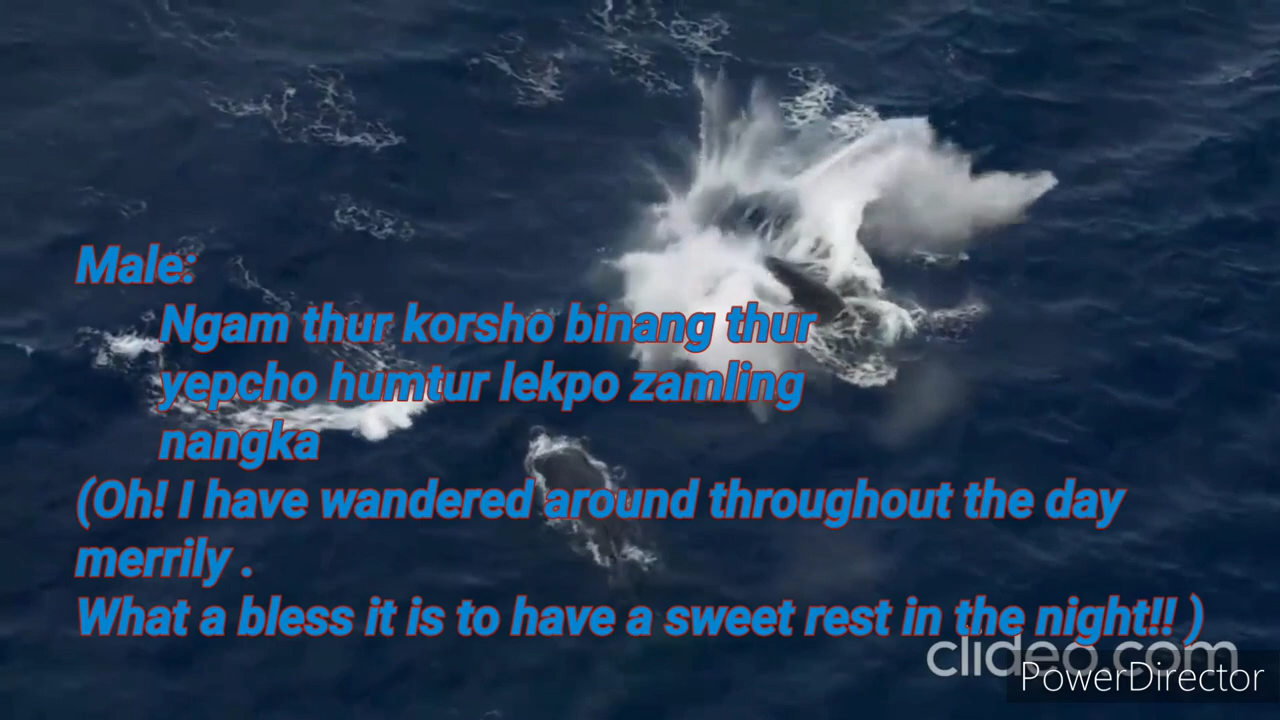 Male:
Ngam thur korsho binang thur
yepcho humtur lekpo zamling
nangka
(Oh! I have wandered around throughout the day
merrily .
What a bless it is to have a sweet rest in the night!! )
clideo.com
PowerDirector